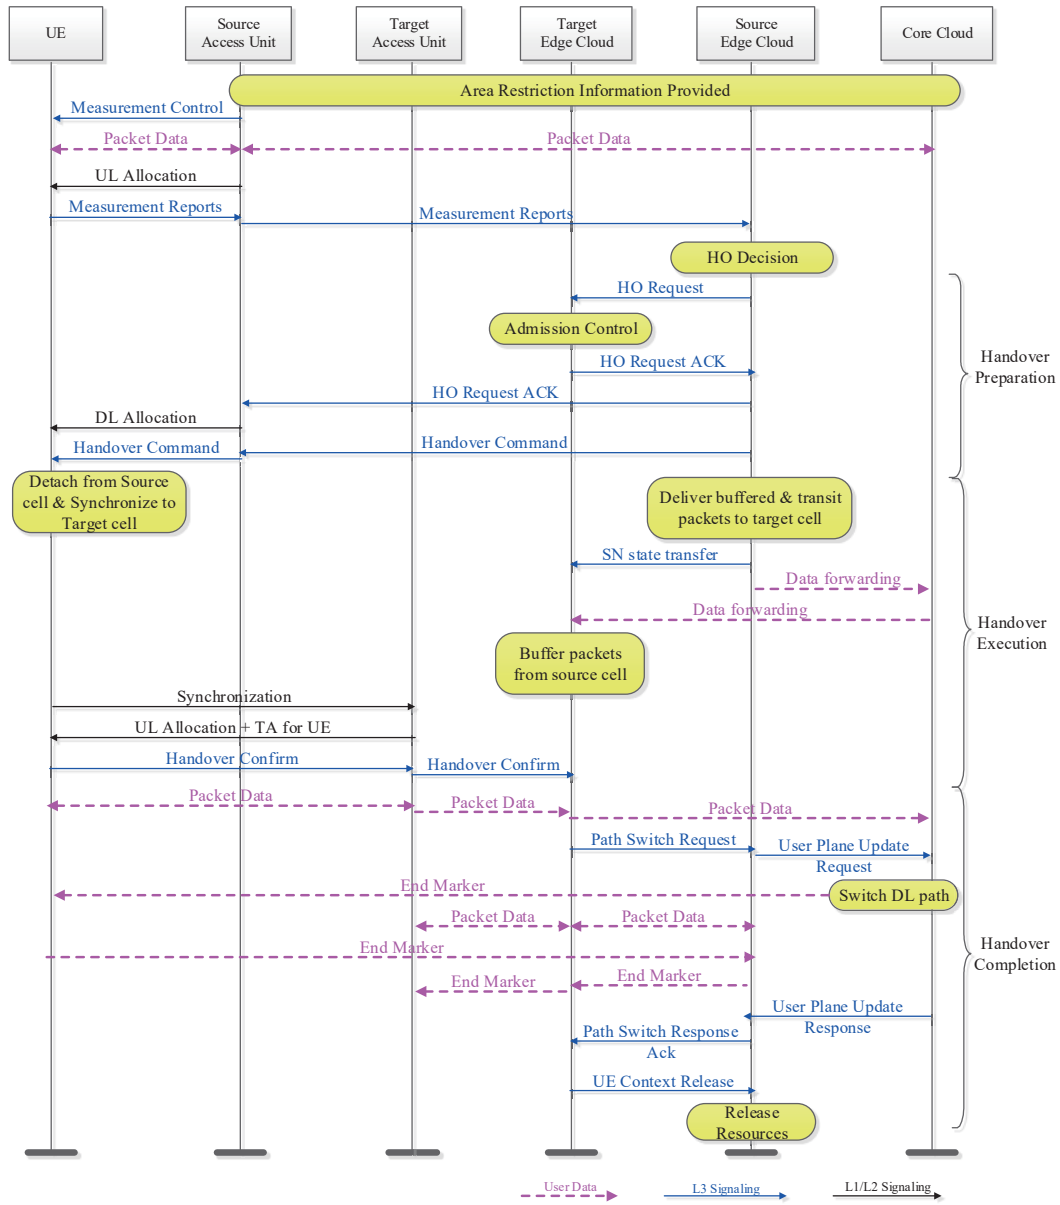 UE
Source
Access Unit
Target
Access Unit
Target
Edge Cloud
Source
Edge Cloud
Core Cloud
Area Restriction Information Provided
Measurement Control
Packet Data
Packet Data
UL Allocation
Measurement Reports
Measurement Reports
HO Decision
HO Request
Admission Control
Handover
Preparation
HO Request ACK
HO Request ACK
DL Allocation
Handover Command
Handover Command
Detach from Source
cell & Synchronize to
Target cell
Deliver buffered & transit
packets to target cell
SN state transfer
Data forwarding
Data forwarding
Handover
Execution
Buffer packets
from source cell
Synchronization
UL Allocation + TA for UE
Handover Confirm
Handover Confirm
Packet Data
Packet Data
Packet Data
Path Switch Request
User Plane Update
Request
End Marker
Switch DL path
Packet Data
Packet Data
End Marker
Handover
Completion
End Marker
End Marker
User Plane Update
Response
Path Switch Response
Ack
UE Context Release
Release
Resources
User Data
L3 Signaling
L1/L2 Signaling